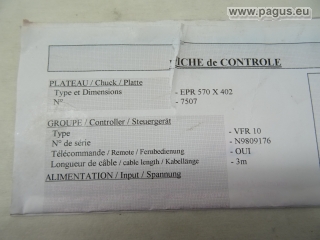 www.pagus.eu
FICHE de CONTROLE
PLATEAU / Chuck / Platte
Type et Dimensions - EPR 570 X 402
N° - 7507
GROUPE / Controller / Steuergerät
Type - VFR 10
N° de série - N9809176
Télécommande / Remote / Fernbedienung - OUI
Longueur de câble / cable length / Kabellänge - 3m
ALIMENTATION / Input / Spannung